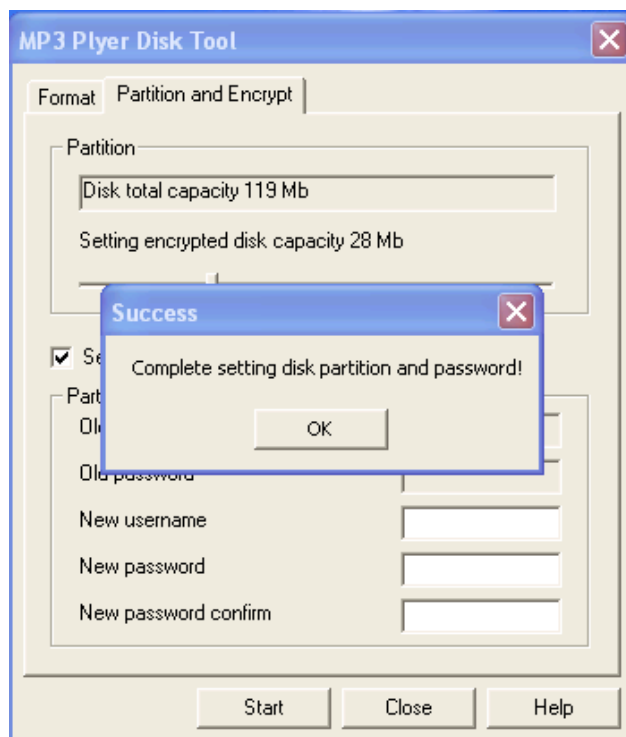 MP3 Plyer Disk Tool
Format Partition and Encrypt
Partition
Disk total capacity 119 Mb
Setting encrypted disk capacity 28 Mb
Success
Complete setting disk partition and password!
OK
Old password
New username
New password
New password confirm
Start Close Help